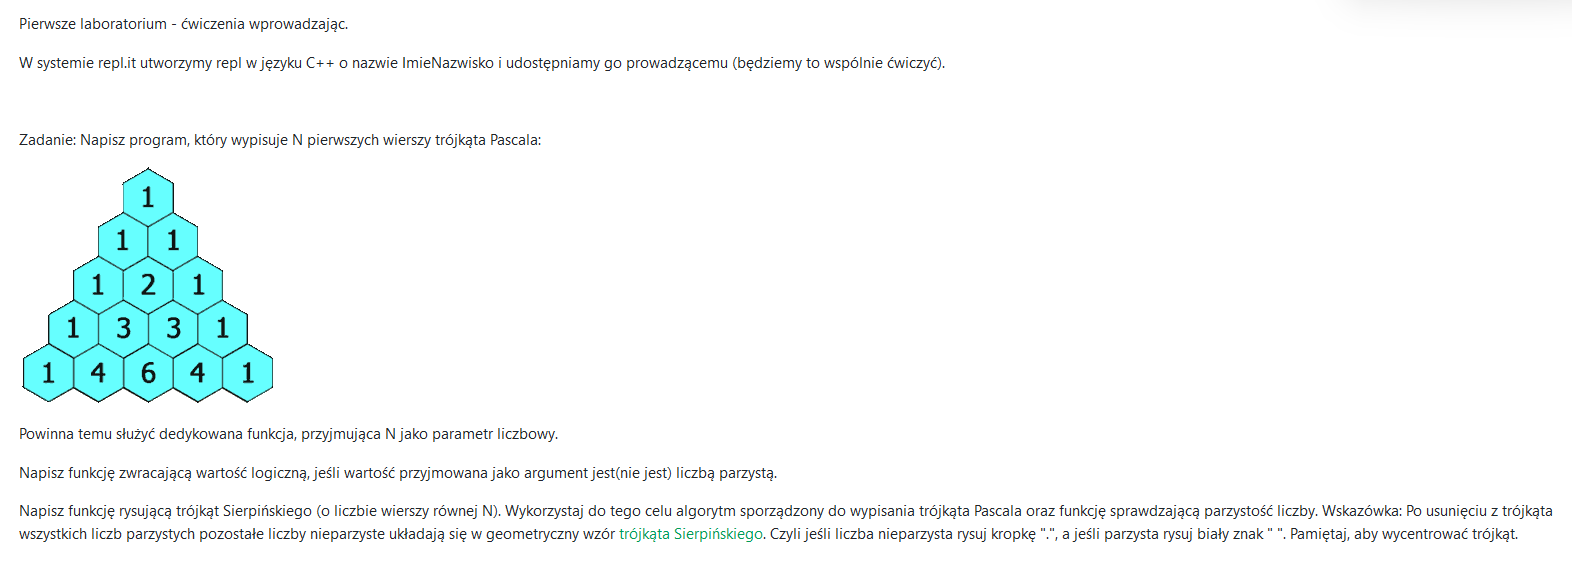 Pierwsze laboratorium - ćwiczenia wprowadzając.
W systemie repl.it utworzymy repl w języku C++ o nazwie ImieNazwisko i udostępniamy go prowadzącemu (będziemy to wspólnie ćwiczyć).
Zadanie: Napisz program, który wypisuje N pierwszych wierszy trójkąta Pascala:
1
1 1
1 2 1
1 3 3 1
1 4 6 4 1
Powinna temu służyć dedykowana funkcja, przyjmująca N jako parametr liczbowy.
Napisz funkcję zwracającą wartość logiczną, jeśli wartość przyjmowana jako argument jest(nie jest) liczbą parzystą.
Napisz funkcję rysującą trójkąt Sierpińskiego (o liczbie wierszy równej N). Wykorzystaj do tego celu algorytm sporządzony do wypisania trójkąta Pascala oraz funkcję sprawdzającą parzystość liczby. Wskazówka: Po usunięciu z trójkąta
wszystkich liczb parzystych pozostałe liczby nieparzyste układają się w geometryczny wzór trójkąta Sierpińskiego. Czyli jeśli liczba nieparzysta rysuj kropkę ".", a jeśli parzysta rysuj biały znak " ". Pamiętaj, aby wycentrować trójkąt.